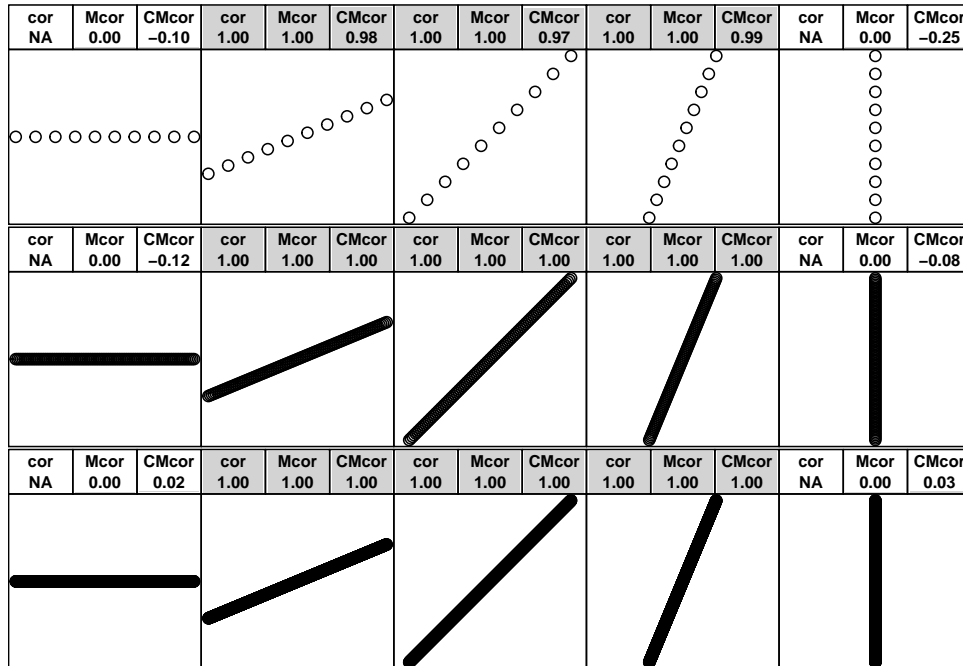 cor Mcor CMcor cor Mcor CMcor cor Mcor CMcor cor Mcor CMcor cor Mcor CMcor
NA 0.00 −0.10 1.00 1.00 0.98 1.00 1.00 0.97 1.00 1.00 0.99 NA 0.00 −0.25
cor Mcor CMcor cor Mcor CMcor cor Mcor CMcor cor Mcor CMcor cor Mcor CMcor
NA 0.00 −0.12 1.00 1.00 1.00 1.00 1.00 1.00 1.00 1.00 1.00 NA 0.00 −0.08
cor Mcor CMcor cor Mcor CMcor cor Mcor CMcor cor Mcor CMcor cor Mcor CMcor
NA 0.00 0.02 1.00 1.00 1.00 1.00 1.00 1.00 1.00 1.00 1.00 NA 0.00 0.03